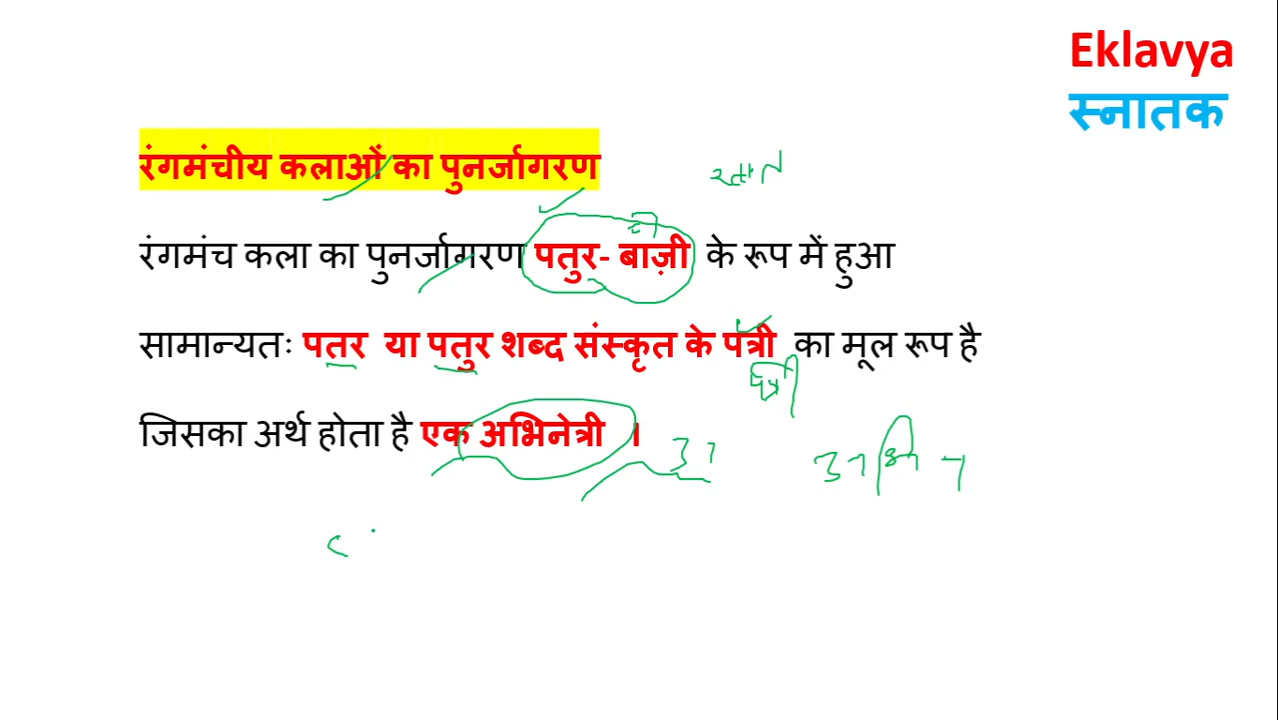 Eklavya
स्नातक
रंगमंचीय कलाओं का पुनर्जागरण
रंगमंच कला का पुनर्जागरण पतुर- बाज़ी के रूप में हुआ
सामान्यतः पतर या पतुर शब्द संस्कृत के पत्री का मूल रूप है
जिसका अर्थ होता है एक अभिनेत्री ।